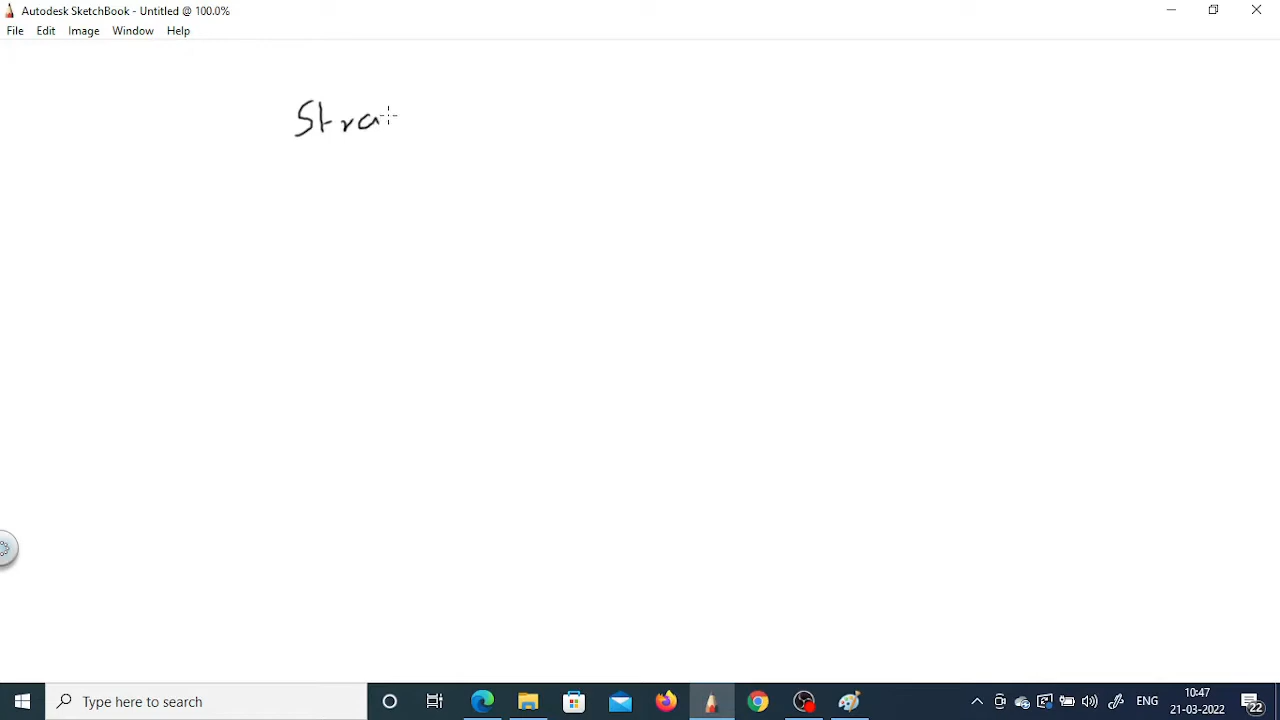 Autodesk SketchBook - Untitled @ 100.0%
File Edit Image Window Help
Stra
Type here to search
ENG
10:47
21-03-2022
22